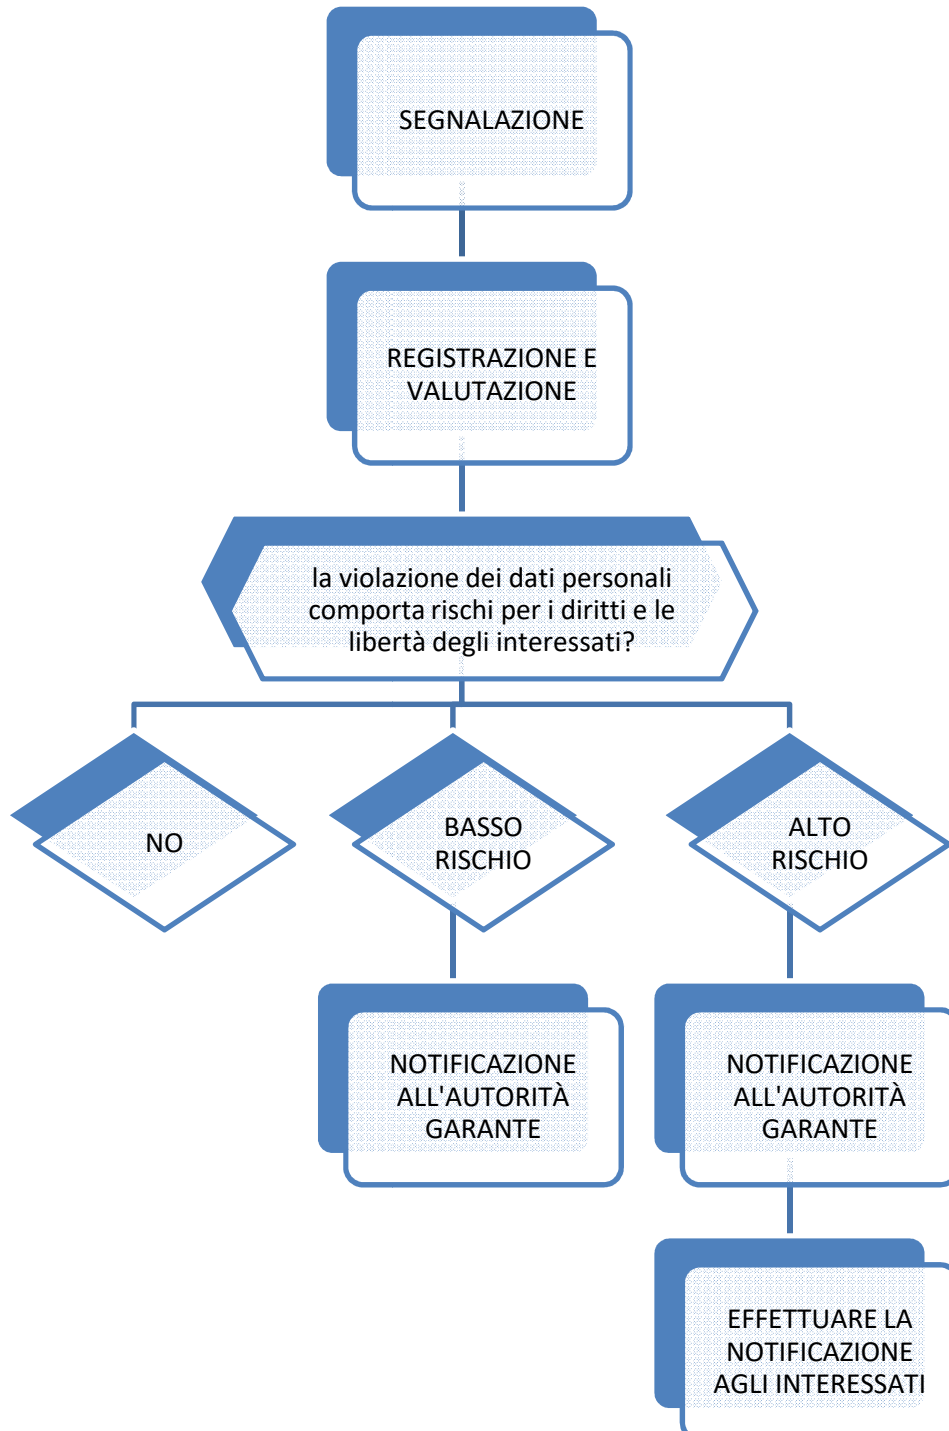 SEGNALAZIONE
REGISTRAZIONE E
VALUTAZIONE
la violazione dei dati personali
comporta rischi per i diritti e le
libertà degli interessati?
NO
BASSO
RISCHIO
ALTO
RISCHIO
NOTIFICAZIONE
ALL'AUTORITÀ
GARANTE
NOTIFICAZIONE
ALL'AUTORITÀ
GARANTE
EFFETTUARE LA
NOTIFICAZIONE
AGLI INTERESSATI